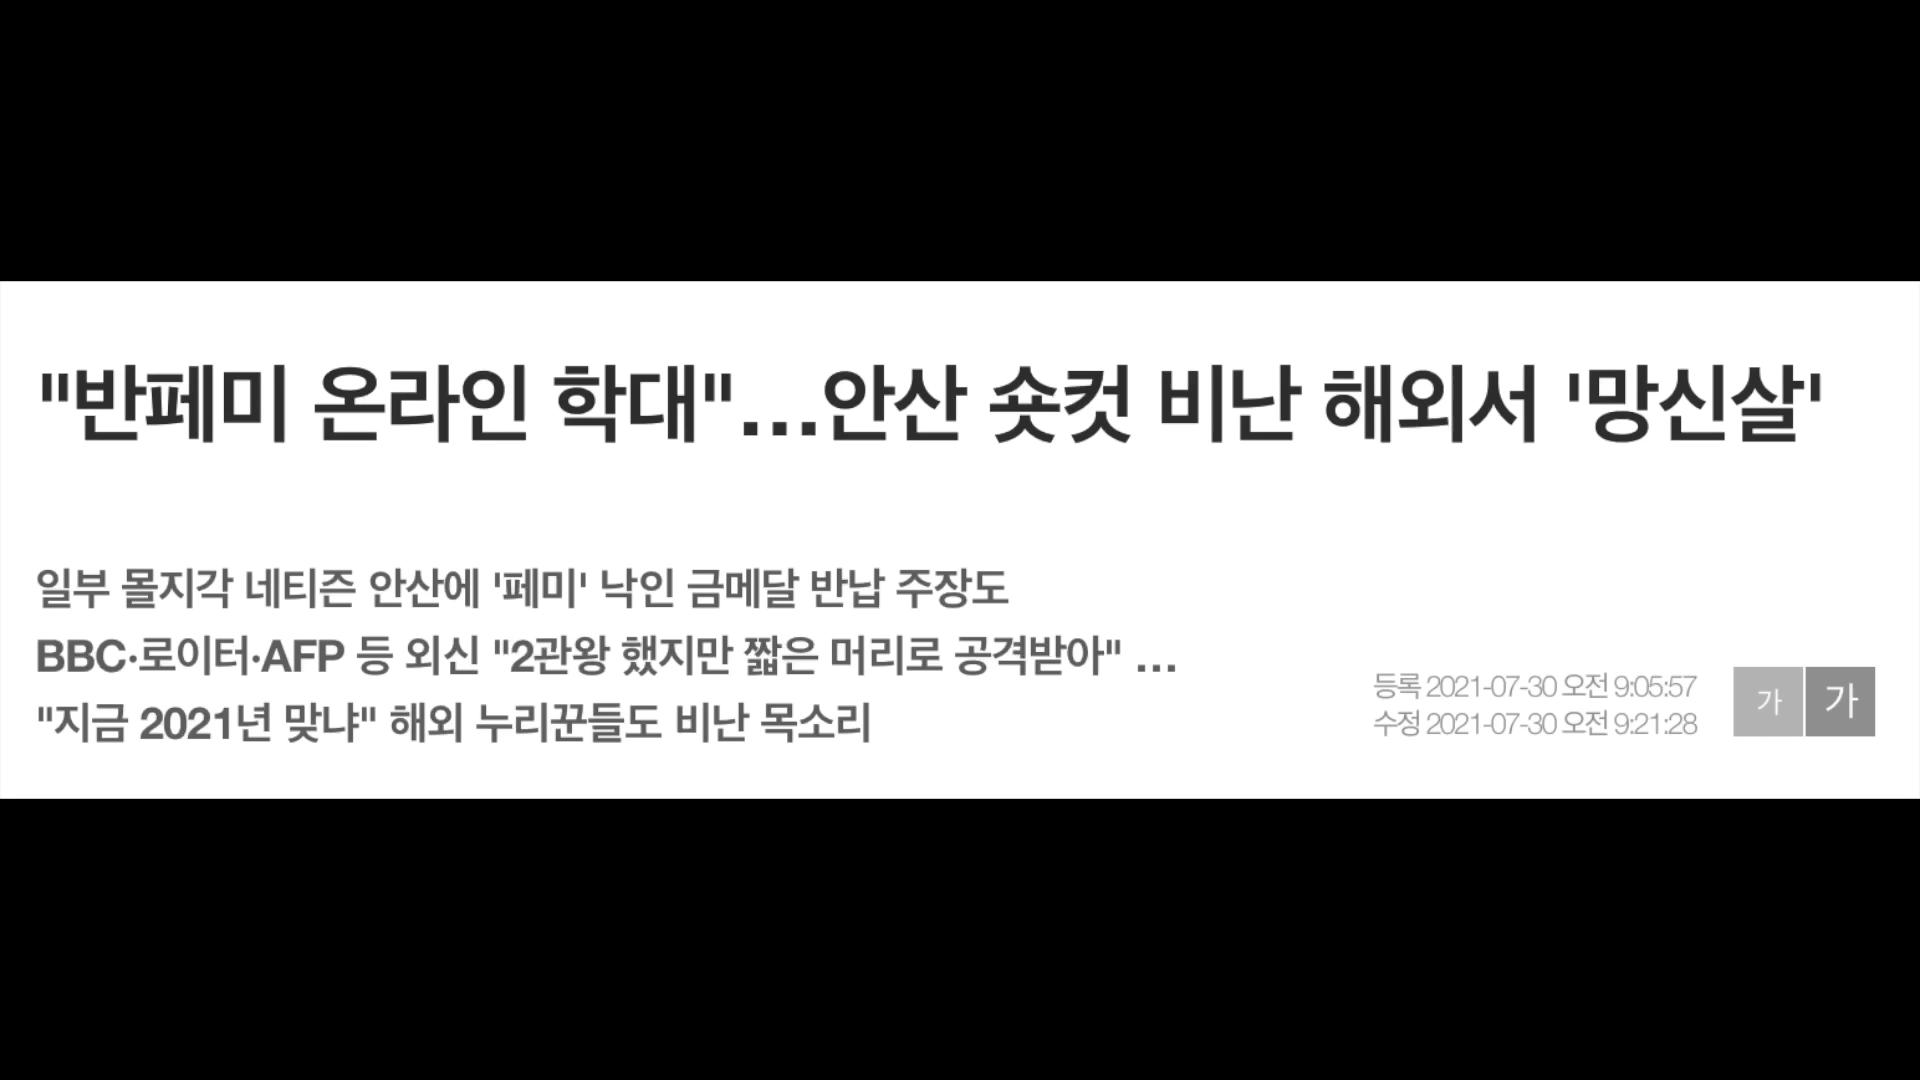 "반페미 온라인 학대"...안산 숏컷 비난 해외서 '망신살'
일부 몰지각 네티즌 안산에 '페미' 낙인 금메달 반납 주장도
BBC·로이터·AFP 등 외신 "2관왕 했지만 짧은 머리로 공격받아" ...
"지금 2021년 맞냐" 해외 누리꾼들도 비난 목소리
등록 2021-07-30 오전 9:05:57
수정 2021-07-30 오전 9:21:28
가 가